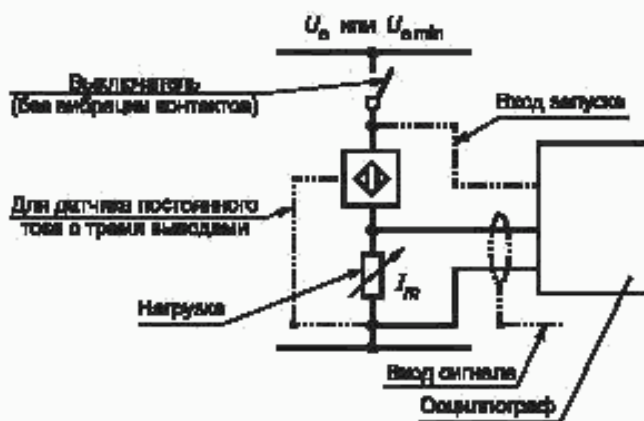 Uₑ или Uₑ min
Выключатель
(без вибрации контактов)
Вход запуска
Для датчика постоянного
тока с тремя выводами
Iₘ
Нагрузка
Вход сигнала
Осциллограф